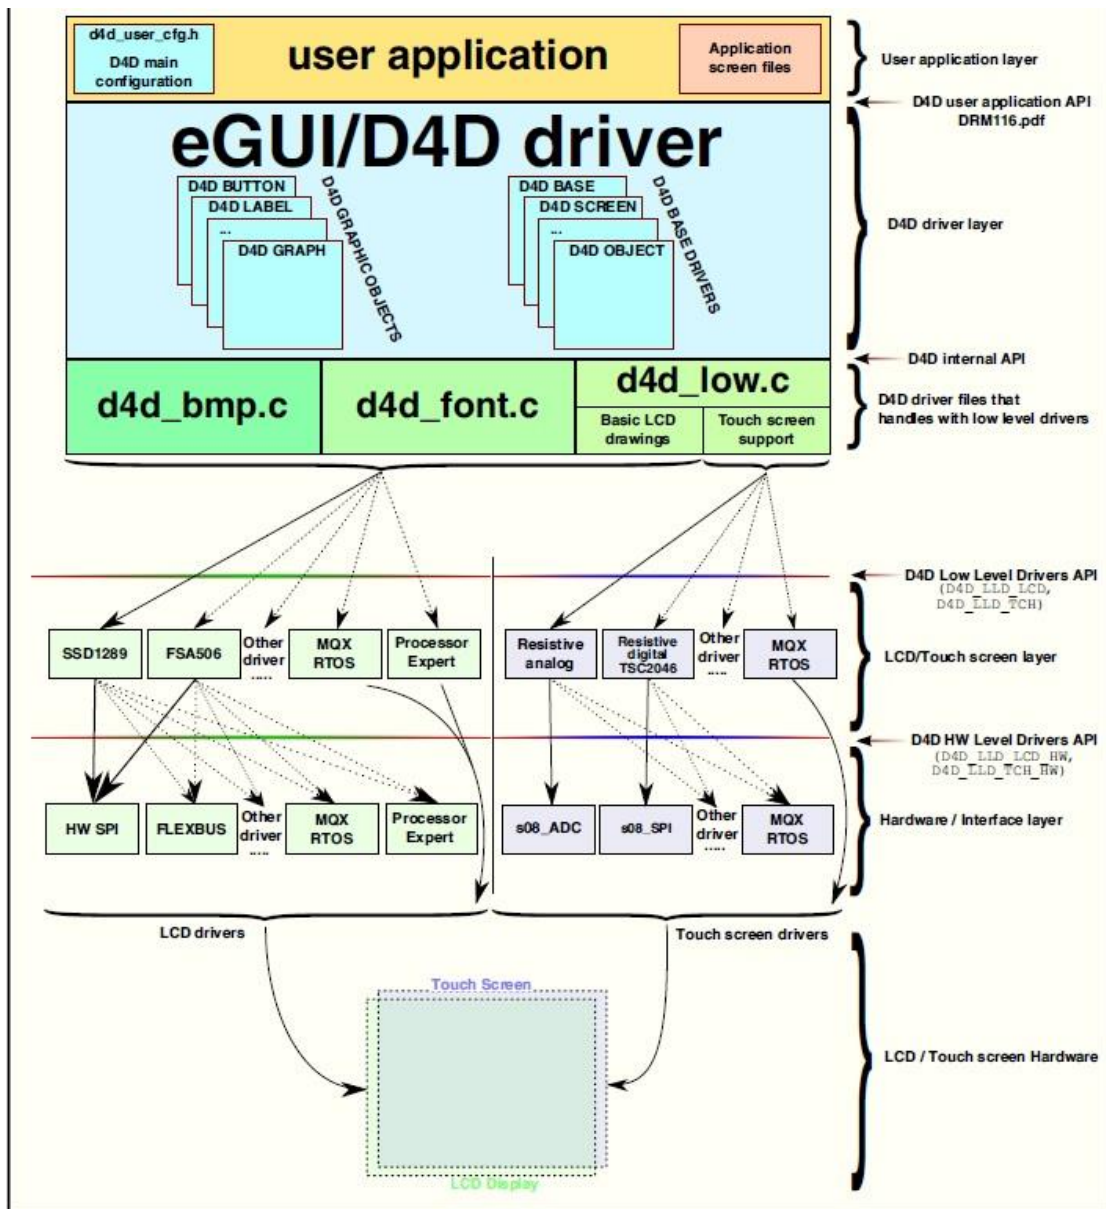 d4d_user_cfg.h
D4D main
configuration
user application
Application
screen files
User application layer
D4D user application API
DRM116.pdf
eGUI/D4D driver
D4D BUTTON
D4D LABEL
...
D4D GRAPH
D4D GRAPHIC OBJECTS
D4D BASE
D4D SCREEN
...
D4D OBJECT
D4D BASE DRIVERS
D4D driver layer
D4D internal API
d4d_bmp.c
d4d_font.c
d4d_low.c
Basic LCD
drawings
Touch screen
support
D4D driver files that
handles with low level drivers
D4D Low Level Drivers API
(D4D_LLD_LCD,
D4D_LLD_TCH)
SSD1289
FSA506
Other
driver
.....
MQX
RTOS
Processor
Expert
Resistive
analog
Resistive
digital
TSC2046
Other
driver
.....
MQX
RTOS
LCD/Touch screen layer
D4D HW Level Drivers API
(D4D_LLD_LCD_HW,
D4D_LLD_TCH_HW)
HW SPI
FLEXBUS
Other
driver
.....
MQX
RTOS
Processor
Expert
s08_ADC
s08_SPI
Other
driver
.....
MQX
RTOS
Hardware / Interface layer
LCD drivers
Touch screen drivers
Touch Screen
LCD Display
LCD / Touch screen Hardware